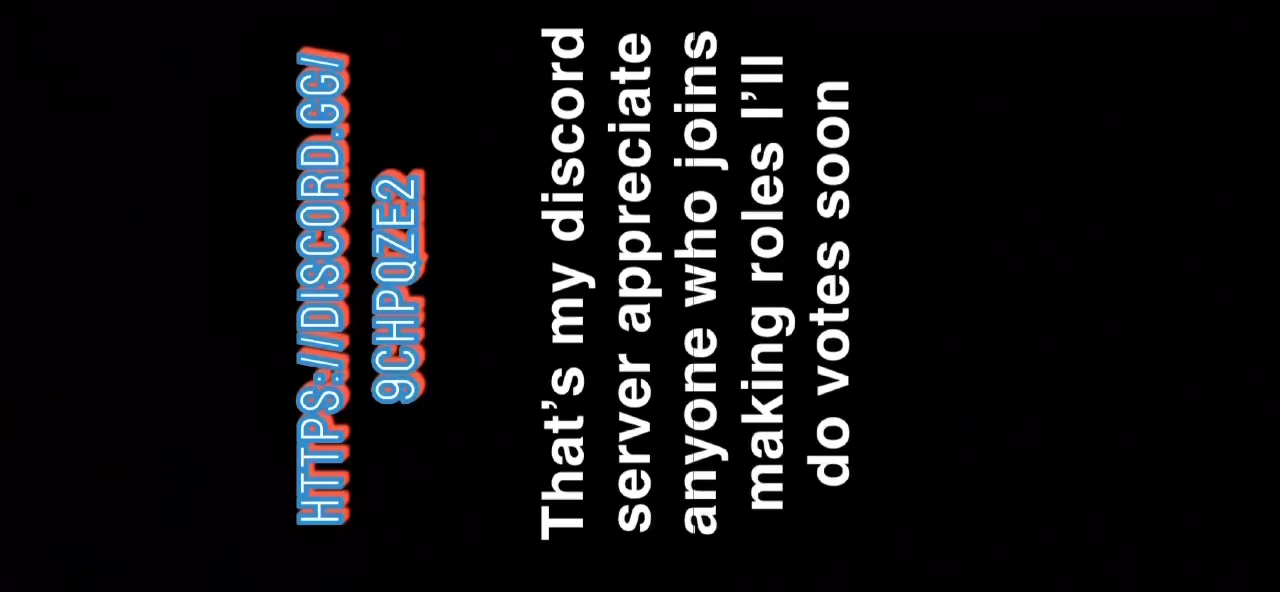 HTTPS://DISCORD.GG/
9CHPQZE2
That's my discord
server appreciate
anyone who joins
making roles I'll
do votes soon